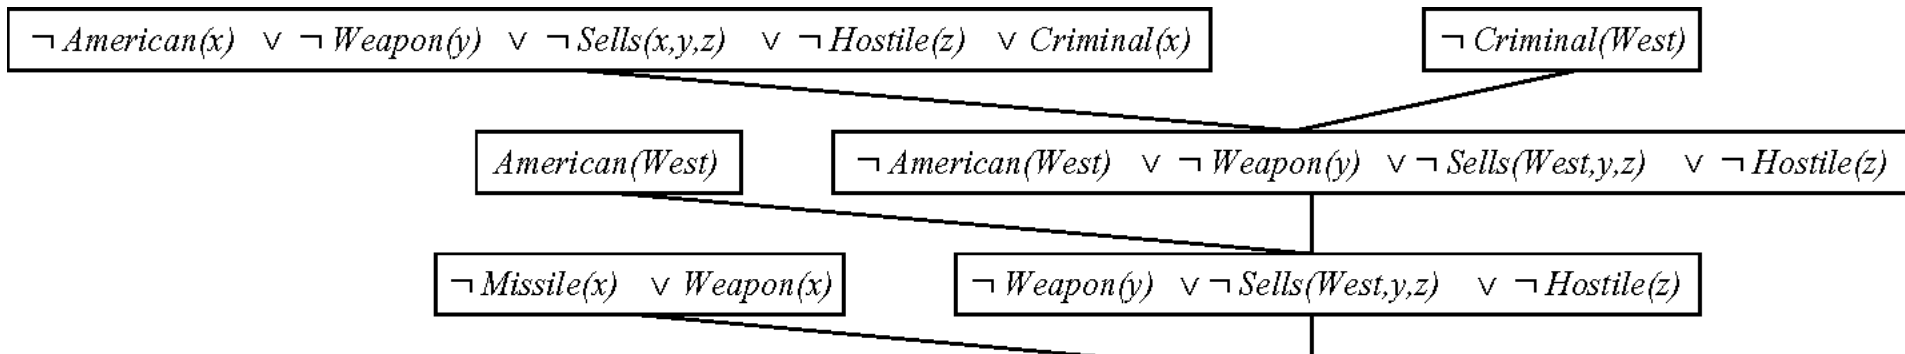 ¬ American(x) ∨ ¬ Weapon(y) ∨ ¬ Sells(x,y,z) ∨ ¬ Hostile(z) ∨ Criminal(x) ¬ Criminal(West)
American(West) ¬ American(West) ∨ ¬ Weapon(y) ∨ ¬ Sells(West,y,z) ∨ ¬ Hostile(z)
¬ Missile(x) ∨ Weapon(x) ¬ Weapon(y) ∨ ¬ Sells(West,y,z) ∨ ¬ Hostile(z)